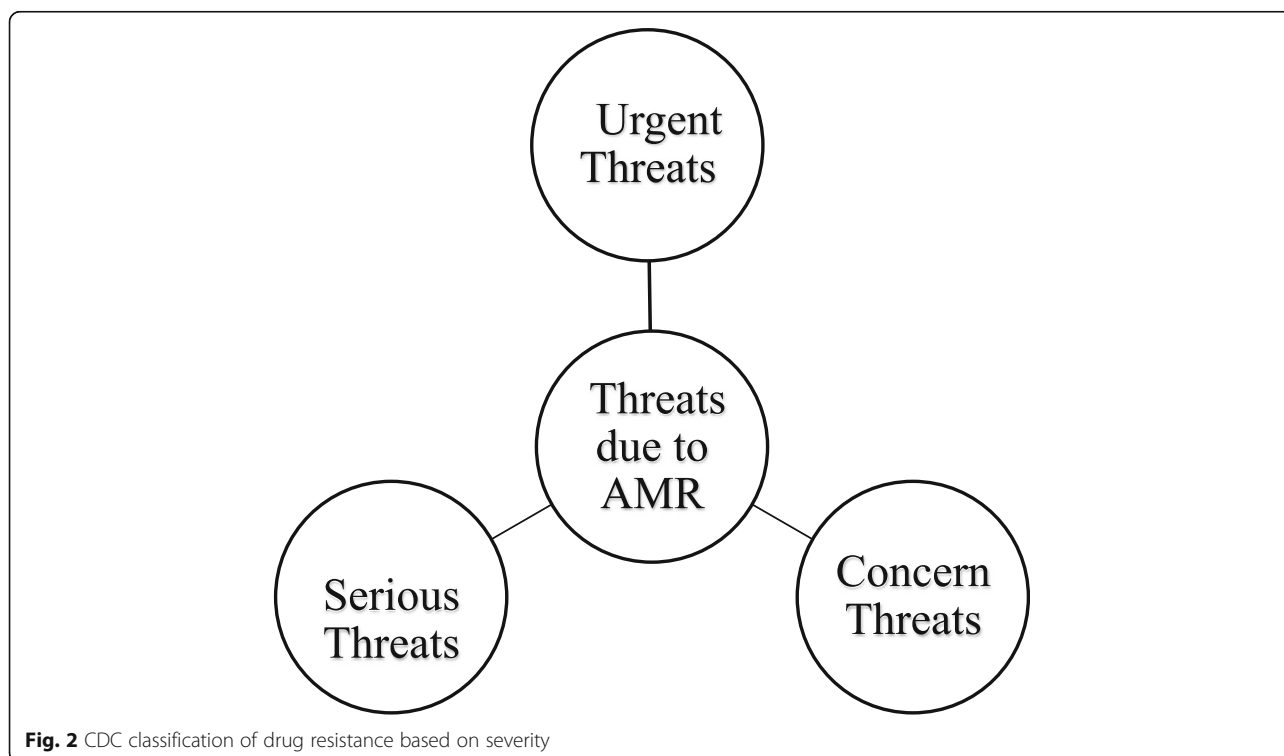 Urgent
Threats
Threats
due to
AMR
Serious
Threats
Concern
Threats
Fig. 2 CDC classification of drug resistance based on severity